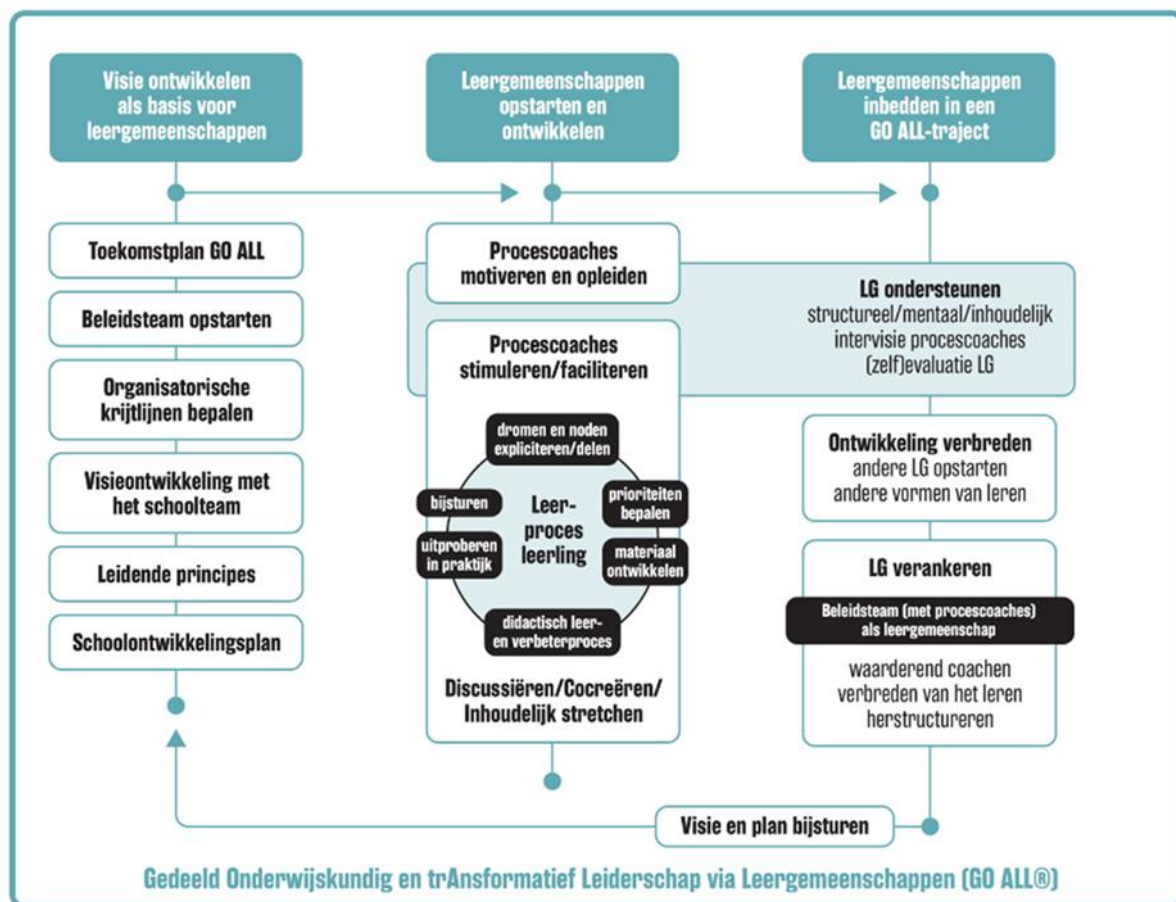 Visie ontwikkelen
als basis voor
leergemeenschappen
Toekomstplan GO ALL
Beleidsteam opstarten
Organisatorische
krijtlijnen bepalen
Visieontwikkeling met
het schoolteam
Leidende principes
Schoolontwikkelingsplan
Leergemeenschappen
opstarten en
ontwikkelen
Procescoaches
motiveren en opleiden
Procescoaches
stimuleren/faciliteren
dromen en noden
expliciteren/delen
prioriteiten
bepalen
materiaal
ontwikkelen
didactisch leer-
en verbeterproces
uitproberen
in praktijk
bijsturen
Leer-
proces
leerling
Discussiëren/Cocreëren/
Inhoudelijk stretchen
Leergemeenschappen
inbedden in een
GO ALL-traject
LG ondersteunen
structureel/mentaal/inhoudelijk
intervisie procescoaches
(zelf)evaluatie LG
Ontwikkeling verbreden
andere LG opstarten
andere vormen van leren
LG verankeren
Beleidsteam (met procescoaches)
als leergemeenschap
waarderend coachen
verbreden van het leren
herstructureren
Visie en plan bijsturen
Gedeeld Onderwijskundig en trAnsformatief Leiderschap via Leergemeenschappen (GO ALL®)